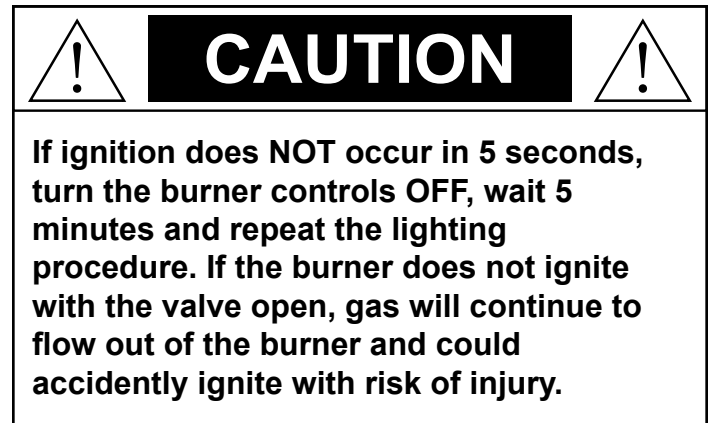 CAUTION
If ignition does NOT occur in 5 seconds,
turn the burner controls OFF, wait 5
minutes and repeat the lighting
procedure. If the burner does not ignite
with the valve open, gas will continue to
flow out of the burner and could
accidently ignite with risk of injury.